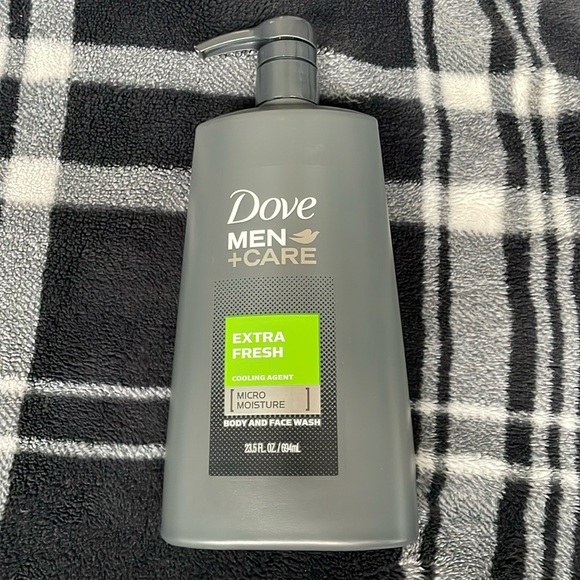 Dove
MEN
+CARE
EXTRA
FRESH
COOLING AGENT
MICRO
MOISTURE
BODY AND FACE WASH
23.5 FL. OZ. / 694mL